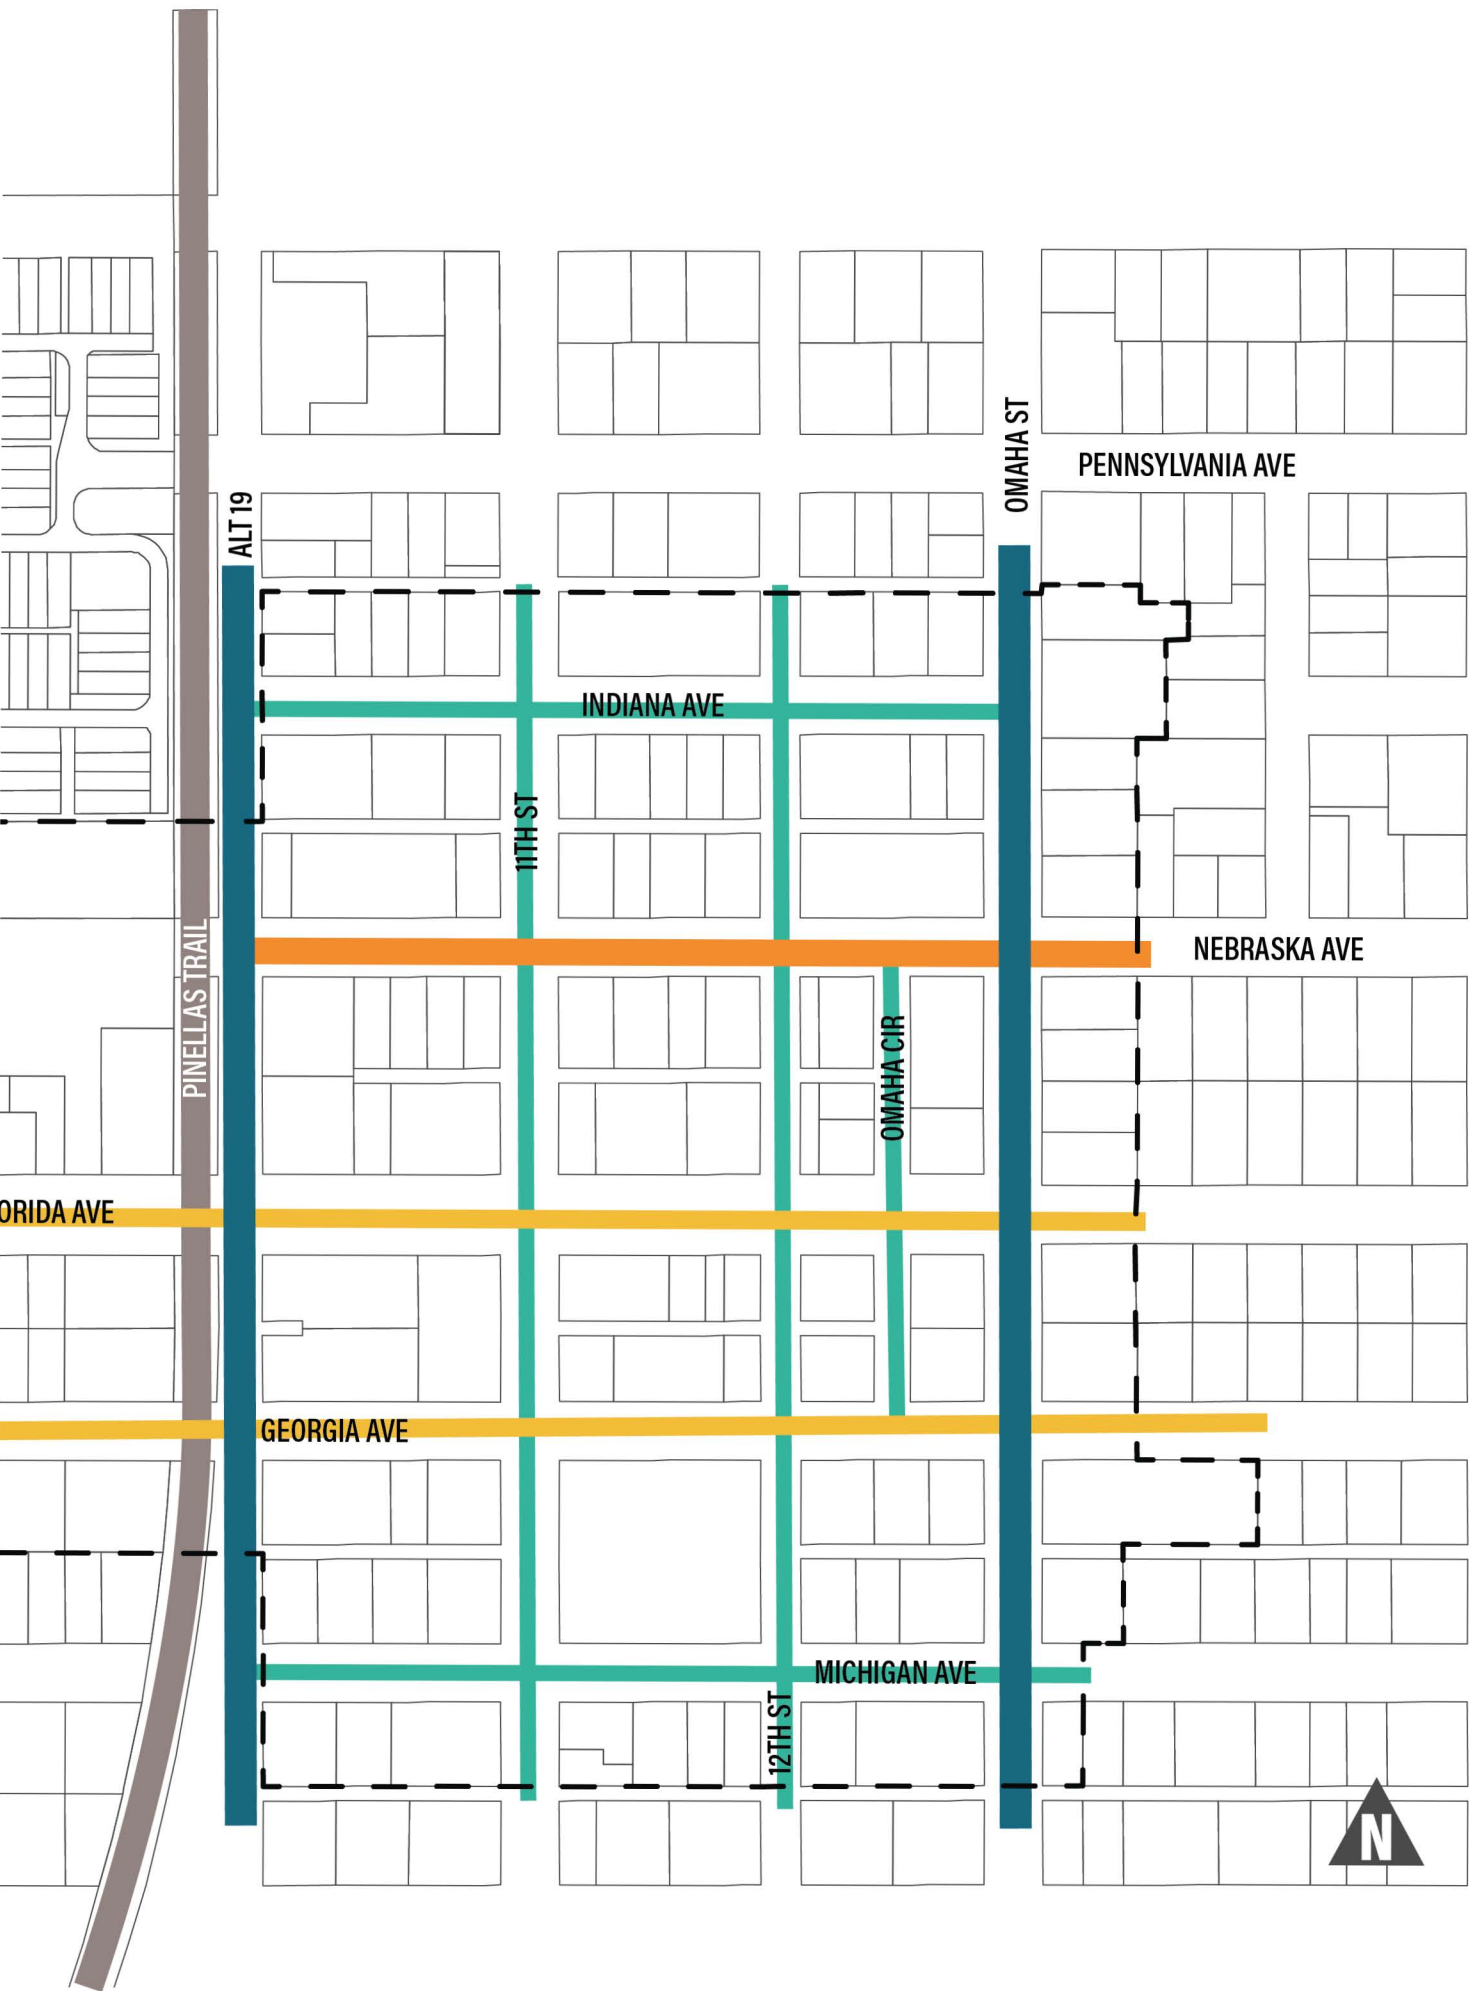 OMAHA ST
PENNSYLVANIA AVE
ALT 19
INDIANA AVE
11TH ST
NEBRASKA AVE
PINELLAS TRAIL
OMAHA CIR
ORIDA AVE
GEORGIA AVE
MICHIGAN AVE
12TH ST
N